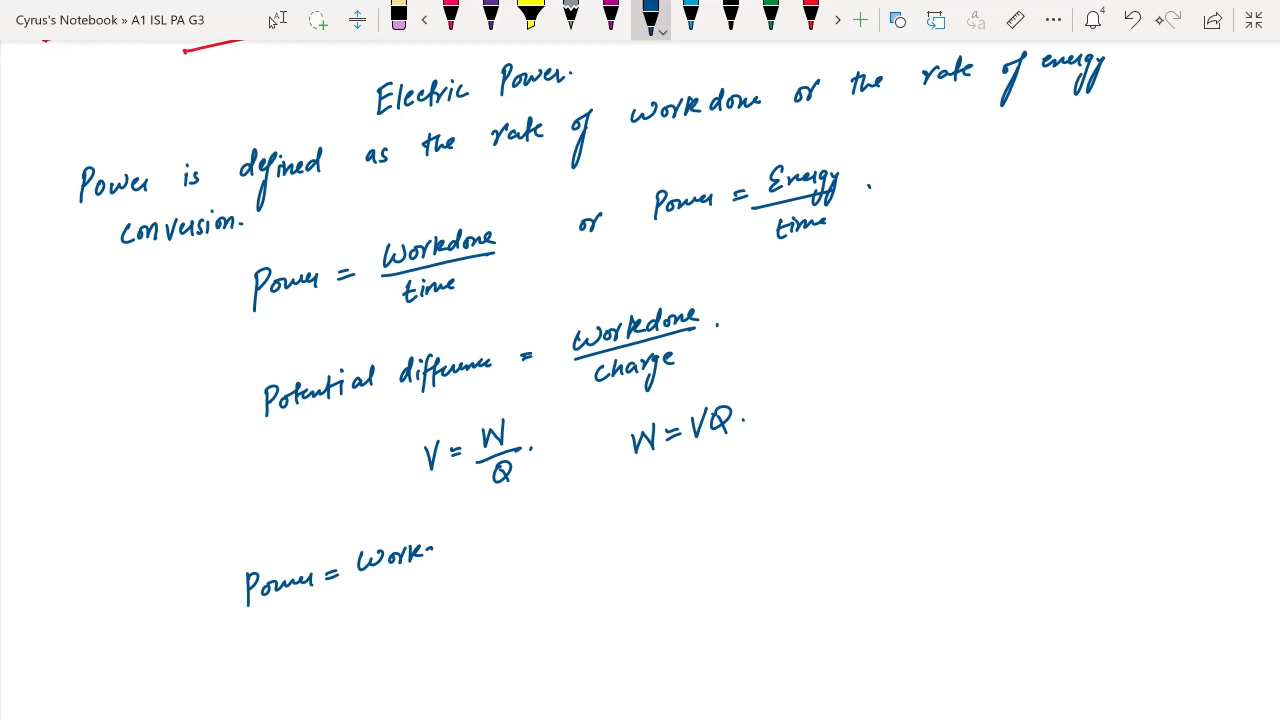 Cyrus's Notebook » A1 ISL PA G3
4
Electric Power.
Power is defined as the rate of workdone or the rate of energy
conversion.
Power = Workdone / time or Power = Energy / time .
Potential difference = Workdone / charge .
V = W / Q . W = VQ .
Power = Work-